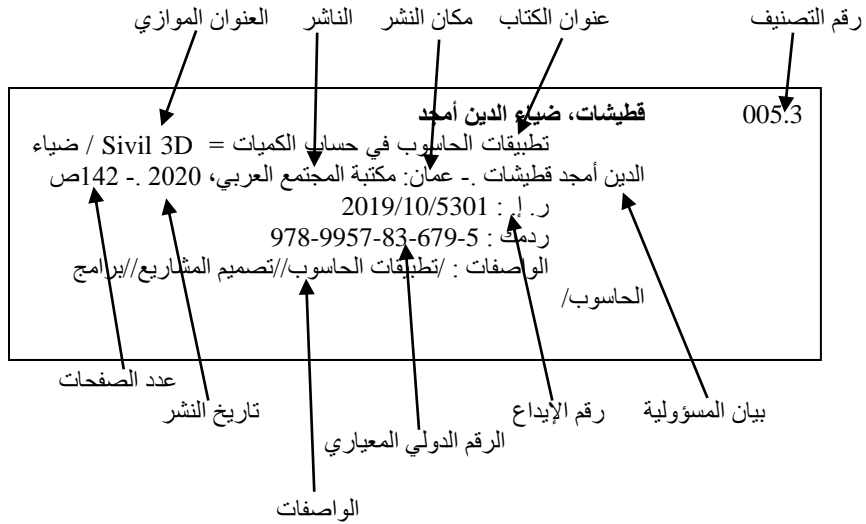 رقم التصنيف
عنوان الكتاب
مكان النشر
الناشر
العنوان الموازي
005.3
قطيشات، ضياء الدين أمجد
تطبيقات الحاسوب في حساب الكميات = Sivil 3D / ضياء
الدين أمجد قطيشات .- عمان: مكتبة المجتمع العربي، 2020 .- 142ص
ر. إ. : 2019/10/5301
ردمك : 978-9957-83-679-5
الواصفات : /تطبيقات الحاسوب//تصميم المشاريع//برامج
الحاسوب/
عدد الصفحات
بيان المسؤولية
رقم الإيداع
تاريخ النشر
الرقم الدولي المعياري
الواصفات